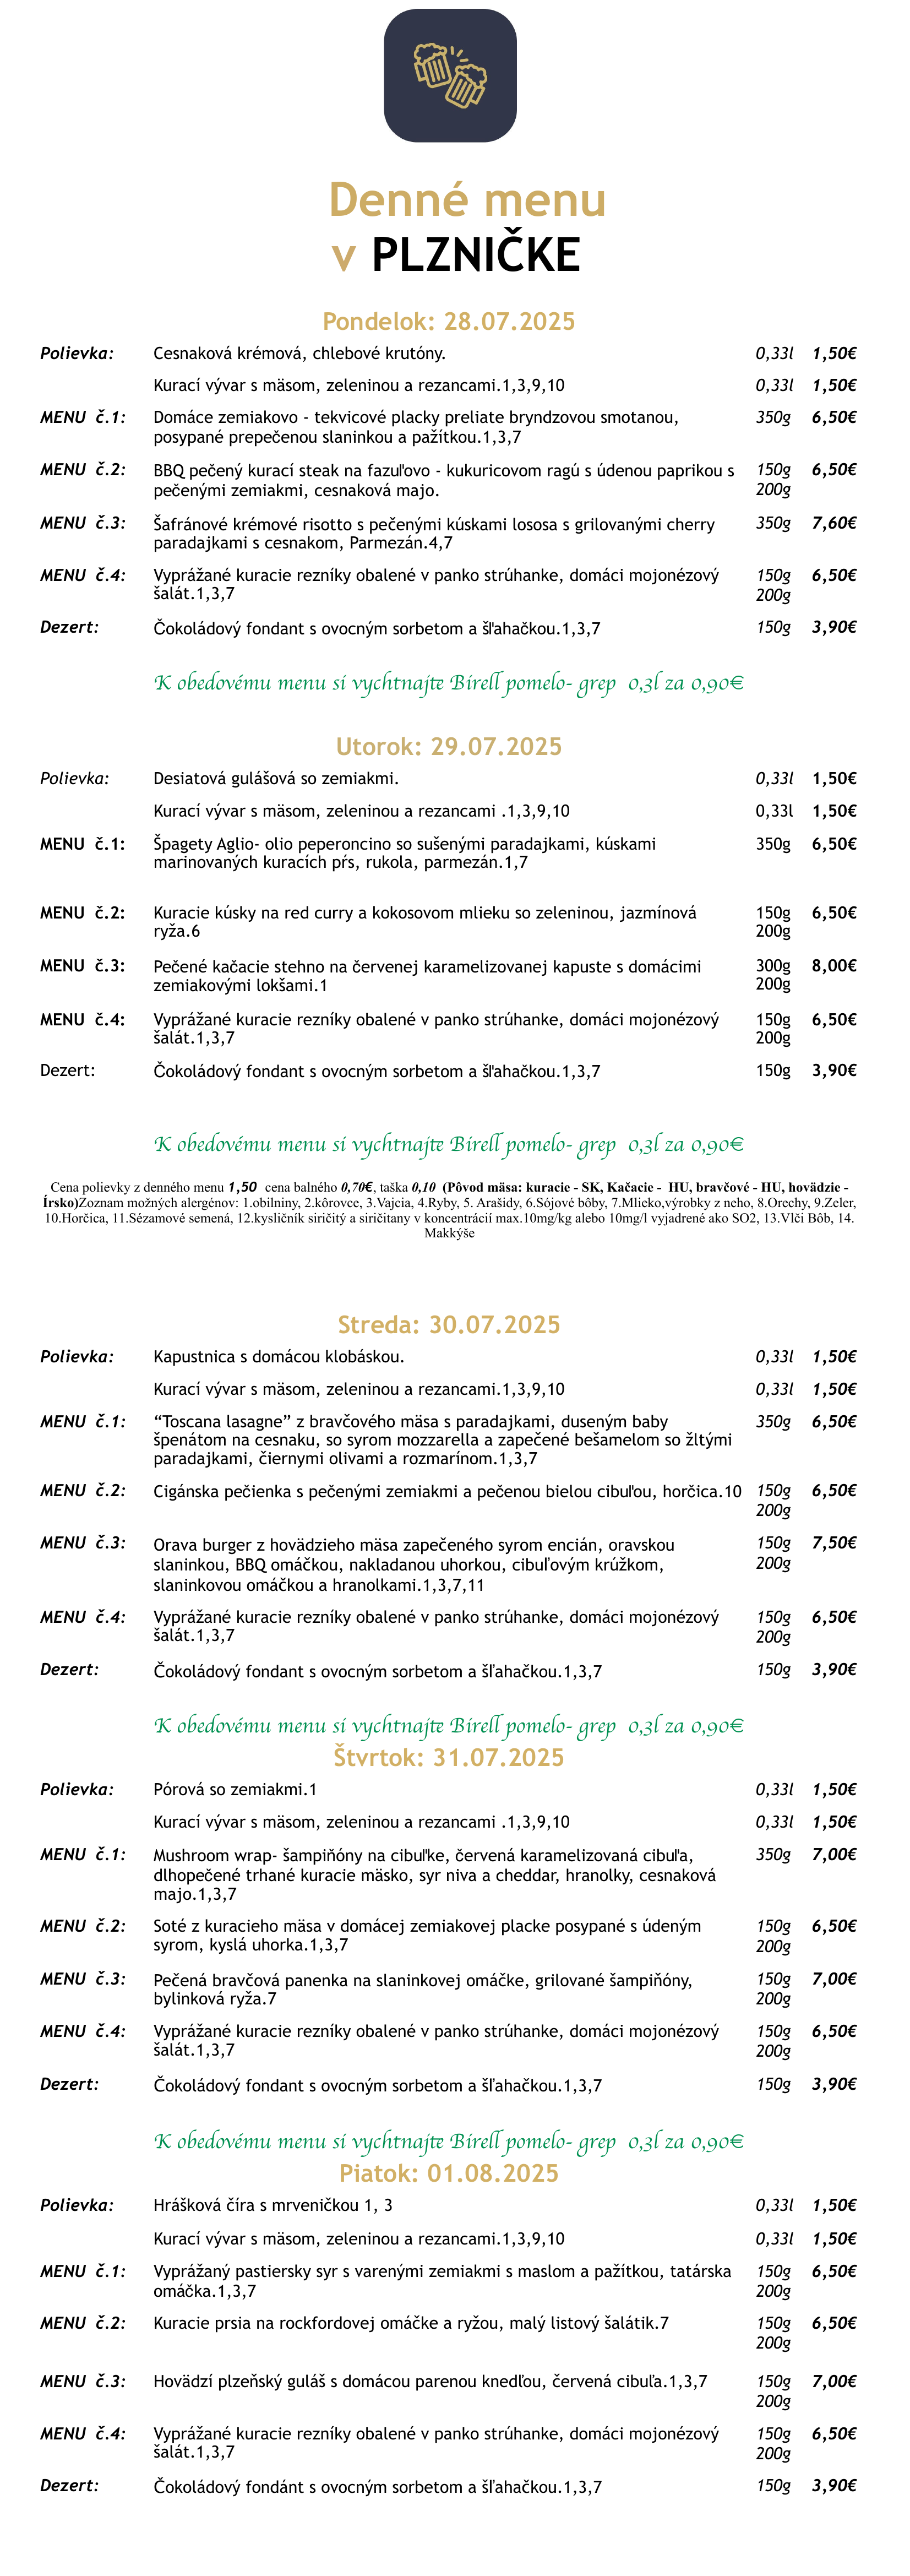 Denné menu
v PLZNIČKE
Pondelok: 28.07.2025
Polievka: Cesnaková krémová, chlebové krutóny. 0,33l 1,50€
Kurací vývar s mäsom, zeleninou a rezancami.1,3,9,10 0,33l 1,50€
MENU č.1: Domáce zemiakovo - tekvicové placky preliate bryndzovou smotanou, 350g 6,50€
posypané prepečenou slaninkou a pažítkou.1,3,7
MENU č.2: BBQ pečený kurací steak na fazuľovo - kukuricovom ragú s údenou paprikou s 150g 6,50€
pečenými zemiakmi, cesnaková majo. 200g
MENU č.3: Šafránové krémové risotto s pečenými kúskami lososa s grilovanými cherry 350g 7,60€
paradajkami s cesnakom, Parmezán.4,7
MENU č.4: Vyprážané kuracie rezníky obalené v panko strúhanke, domáci mojonézový 150g 6,50€
šalát.1,3,7 200g
Dezert: Čokoládový fondant s ovocným sorbetom a šľahačkou.1,3,7 150g 3,90€
K obedovému menu si vychtnajte Birell pomelo- grep 0,3l za 0,90€
Utorok: 29.07.2025
Polievka: Desiatová gulášová so zemiakmi. 0,33l 1,50€
Kurací vývar s mäsom, zeleninou a rezancami .1,3,9,10 0,33l 1,50€
MENU č.1: Špagety Aglio- olio peperoncino so sušenými paradajkami, kúskami 350g 6,50€
marinovaných kuracích pŕs, rukola, parmezán.1,7
MENU č.2: Kuracie kúsky na red curry a kokosovom mlieku so zeleninou, jazmínová 150g 6,50€
ryža.6 200g
MENU č.3: Pečené kačacie stehno na červenej karamelizovanej kapuste s domácimi 300g 8,00€
zemiakovými lokšami.1 200g
MENU č.4: Vyprážané kuracie rezníky obalené v panko strúhanke, domáci mojonézový 150g 6,50€
šalát.1,3,7 200g
Dezert: Čokoládový fondant s ovocným sorbetom a šľahačkou.1,3,7 150g 3,90€
K obedovému menu si vychtnajte Birell pomelo- grep 0,3l za 0,90€
Cena polievky z denného menu 1,50 cena balného 0,70€, taška 0,10 (Pôvod mäsa: kuracie - SK, Kačacie - HU, bravčové - HU, hovädzie -
Írsko)Zoznam možných alergénov: 1.obilniny, 2.kôrovce, 3.Vajcia, 4.Ryby, 5. Arašidy, 6.Sójové bôby, 7.Mlieko,výrobky z neho, 8.Orechy, 9.Zeler,
10.Horčica, 11.Sézamové semená, 12.kysličník siričitý a siričitany v koncentrácií max.10mg/kg alebo 10mg/l vyjadrené ako SO2, 13.Vlči Bôb, 14.
Makkýše
Streda: 30.07.2025
Polievka: Kapustnica s domácou klobáskou. 0,33l 1,50€
Kurací vývar s mäsom, zeleninou a rezancami.1,3,9,10 0,33l 1,50€
MENU č.1: “Toscana lasagne” z bravčového mäsa s paradajkami, duseným baby 350g 6,50€
špenátom na cesnaku, so syrom mozzarella a zapečené bešamelom so žltými
paradajkami, čiernymi olivami a rozmarínom.1,3,7
MENU č.2: Cigánska pečienka s pečenými zemiakmi a pečenou bielou cibuľou, horčica.10 150g 6,50€
200g
MENU č.3: Orava burger z hovädzieho mäsa zapečeného syrom encián, oravskou 150g 7,50€
slaninkou, BBQ omáčkou, nakladanou uhorkou, cibuľovým krúžkom, 200g
slaninkovou omáčkou a hranolkami.1,3,7,11
MENU č.4: Vyprážané kuracie rezníky obalené v panko strúhanke, domáci mojonézový 150g 6,50€
šalát.1,3,7 200g
Dezert: Čokoládový fondant s ovocným sorbetom a šľahačkou.1,3,7 150g 3,90€
K obedovému menu si vychtnajte Birell pomelo- grep 0,3l za 0,90€
Štvrtok: 31.07.2025
Polievka: Pórová so zemiakmi.1 0,33l 1,50€
Kurací vývar s mäsom, zeleninou a rezancami .1,3,9,10 0,33l 1,50€
MENU č.1: Mushroom wrap- šampiňóny na cibuľke, červená karamelizovaná cibuľa, 350g 7,00€
dlhopečené trhané kuracie mäsko, syr niva a cheddar, hranolky, cesnaková
majo.1,3,7
MENU č.2: Soté z kuracieho mäsa v domácej zemiakovej placke posypané s údeným 150g 6,50€
syrom, kyslá uhorka.1,3,7 200g
MENU č.3: Pečená bravčová panenka na slaninkovej omáčke, grilované šampiňóny, 150g 7,00€
bylinková ryža.7 200g
MENU č.4: Vyprážané kuracie rezníky obalené v panko strúhanke, domáci mojonézový 150g 6,50€
šalát.1,3,7 200g
Dezert: Čokoládový fondant s ovocným sorbetom a šľahačkou.1,3,7 150g 3,90€
K obedovému menu si vychtnajte Birell pomelo- grep 0,3l za 0,90€
Piatok: 01.08.2025
Polievka: Hrášková číra s mrveničkou 1, 3 0,33l 1,50€
Kurací vývar s mäsom, zeleninou a rezancami.1,3,9,10 0,33l 1,50€
MENU č.1: Vyprážaný pastiersky syr s varenými zemiakmi s maslom a pažítkou, tatárska 150g 6,50€
omáčka.1,3,7 200g
MENU č.2: Kuracie prsia na rockfordovej omáčke a ryžou, malý listový šalátik.7 150g 6,50€
200g
MENU č.3: Hovädzí plzeňský guláš s domácou parenou knedľou, červená cibuľa.1,3,7 150g 7,00€
200g
MENU č.4: Vyprážané kuracie rezníky obalené v panko strúhanke, domáci mojonézový 150g 6,50€
šalát.1,3,7 200g
Dezert: Čokoládový fondánt s ovocným sorbetom a šľahačkou.1,3,7 150g 3,90€